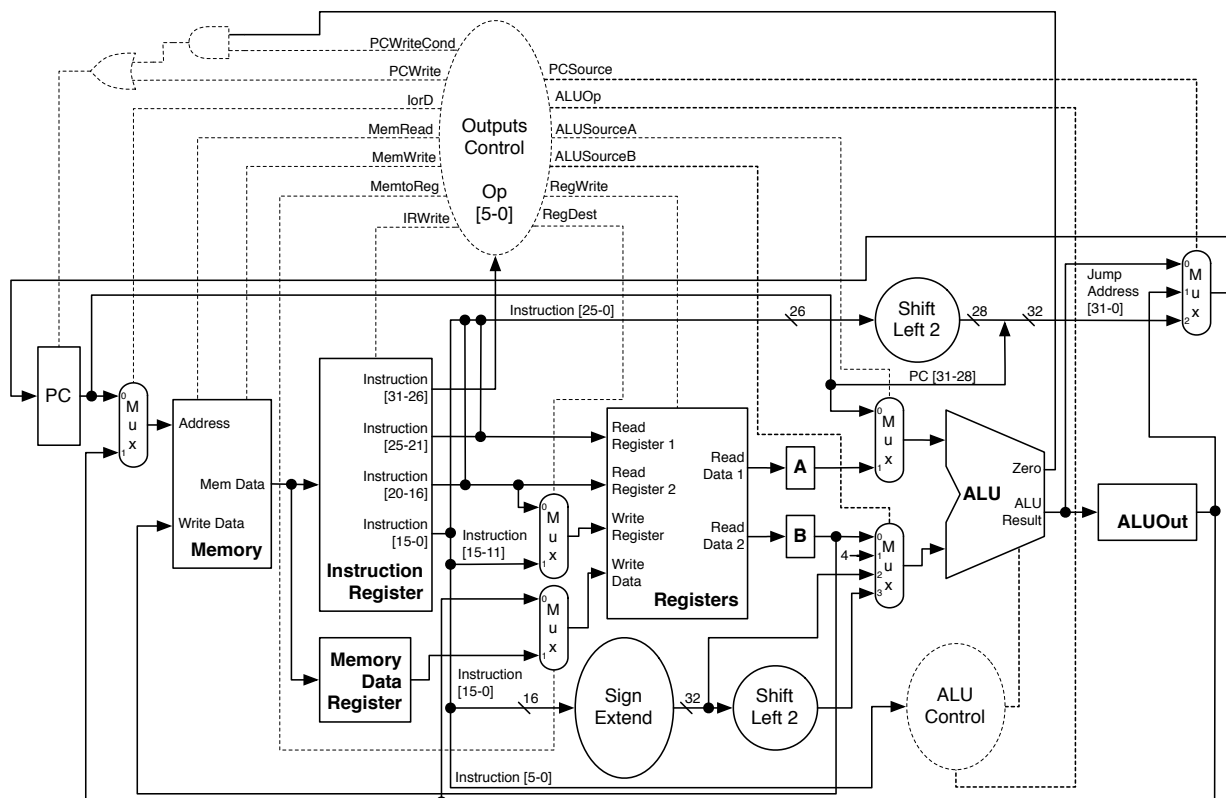 PCWriteCond
PCWrite
IorD
MemRead
MemWrite
MemtoReg
IRWrite
Outputs
Control
Op
[5-0]
PCSource
ALUOp
ALUSourceA
ALUSourceB
RegWrite
RegDest
Instruction [25-0]
26
Shift
Left 2
28
32
Jump
Address
[31-0]
0
1
2
M
u
x
PC [31-28]
PC
0
M
u
x
1
Address
Mem Data
Write Data
Memory
Instruction
[31-26]
Instruction
[25-21]
Instruction
[20-16]
Instruction
[15-0]
Instruction
Register
Instruction
[15-11]
0
M
u
x
1
0
M
u
x
1
Read
Register 1
Read
Register 2
Write
Register
Write
Data
Read
Data 1
Read
Data 2
Registers
A
B
0
M
u
x
1
4
0
1
2
3
M
u
x
Zero
ALU
ALU
Result
ALUOut
Memory
Data
Register
Instruction
[15-0]
16
Sign
Extend
32
Shift
Left 2
ALU
Control
Instruction [5-0]